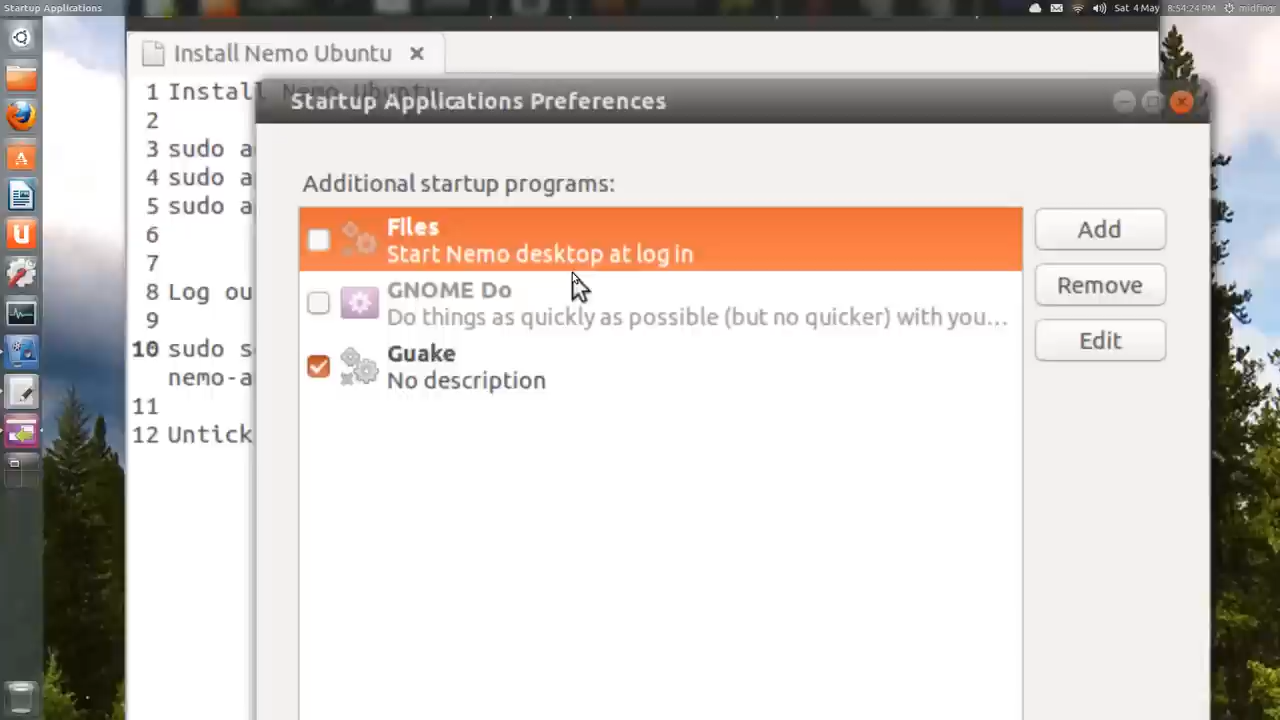 Startup Applications
Sat 4 May 8:54:24 PM midfingr
Install Nemo Ubuntu
1 Install Nemo Ubuntu
2
3 sudo a
4 sudo a
5 sudo a
6
7
8 Log ou
9
10 sudo s
nemo-a
11
12 Untick
Startup Applications Preferences
Additional startup programs:
Files
Start Nemo desktop at log in
GNOME Do
Do things as quickly as possible (but no quicker) with you...
Guake
No description
Add
Remove
Edit